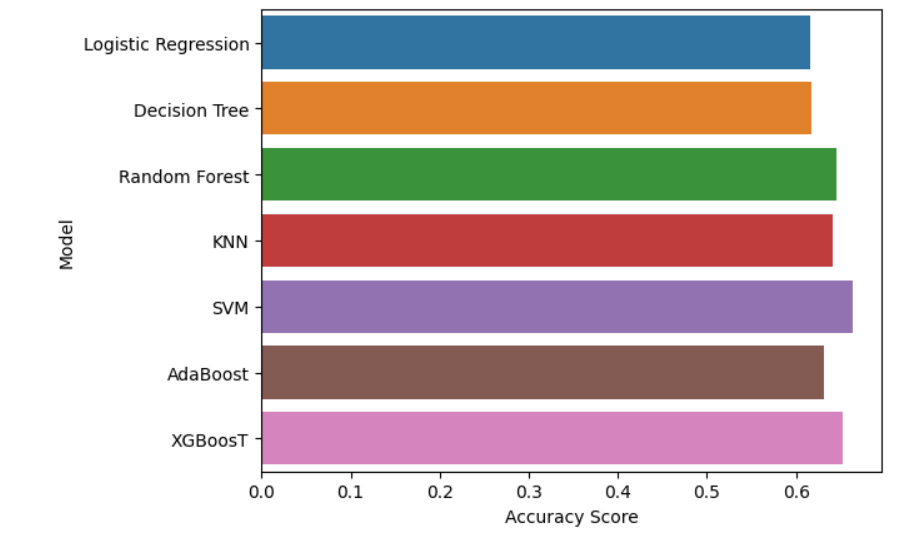 Logistic Regression
Decision Tree
Random Forest
KNN
SVM
AdaBoost
XGBoosT
Model
0.0 0.1 0.2 0.3 0.4 0.5 0.6
Accuracy Score